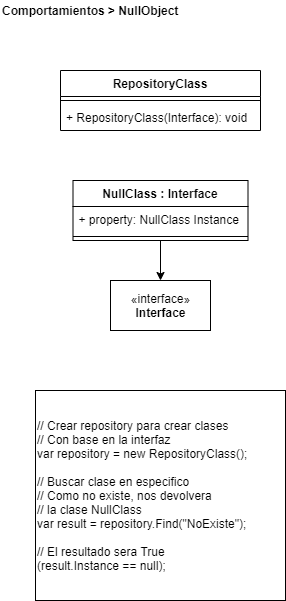 Comportamientos > NullObject
RepositoryClass
+ RepositoryClass(Interface): void
NullClass : Interface
+ property: NullClass Instance
«interface»
Interface
// Crear repository para crear clases
// Con base en la interfaz
var repository = new RepositoryClass();
// Buscar clase en especifico
// Como no existe, nos devolvera
// la clase NullClass
var result = repository.Find("NoExiste");
// El resultado sera True
(result.Instance == null);